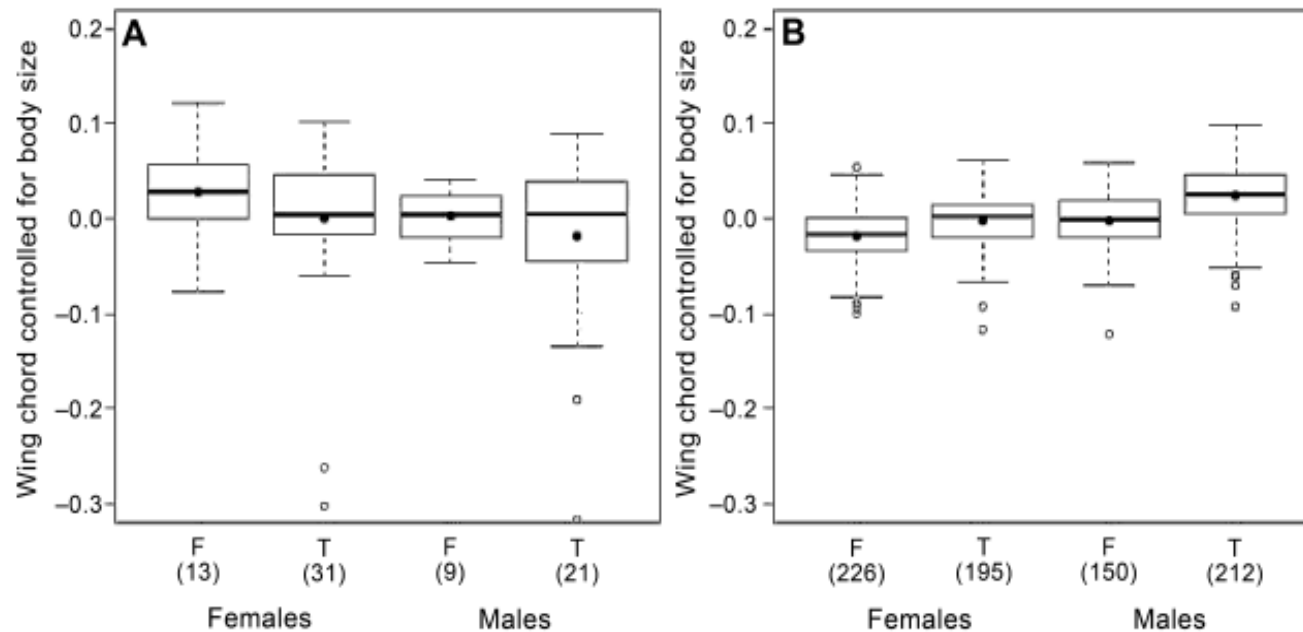 A
Wing chord controlled for body size
0.2
0.1
0.0
–0.1
–0.2
–0.3
F T F T
(13) (31) (9) (21)
Females Males
B
Wing chord controlled for body size
0.2
0.1
0.0
–0.1
–0.2
–0.3
F T F T
(226) (195) (150) (212)
Females Males